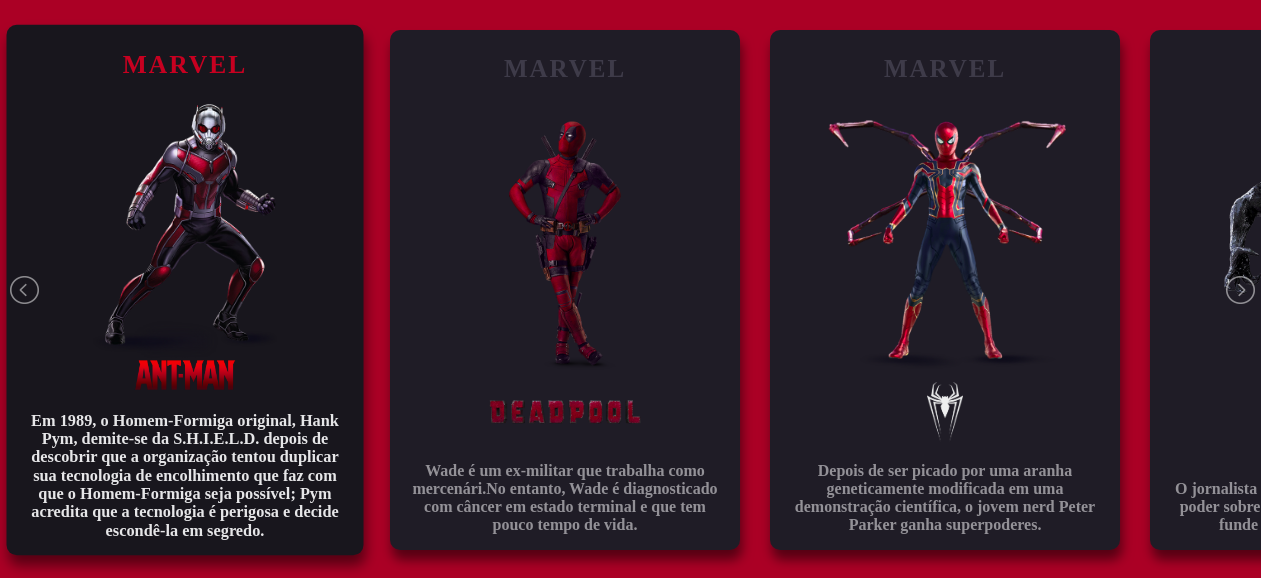 MARVEL
ANT-MAN
Em 1989, o Homem-Formiga original, Hank
Pym, demite-se da S.H.I.E.L.D. depois de
descobrir que a organização tentou duplicar
sua tecnologia de encolhimento que faz com
que o Homem-Formiga seja possível; Pym
acredita que a tecnologia é perigosa e decide
escondê-la em segredo.
MARVEL
DEADPOOL
Wade é um ex-militar que trabalha como
mercenári.No entanto, Wade é diagnosticado
com câncer em estado terminal e que tem
pouco tempo de vida.
MARVEL
Depois de ser picado por uma aranha
geneticamente modificada em uma
demonstração científica, o jovem nerd Peter
Parker ganha superpoderes.
O jornalista
poder sobre
funde